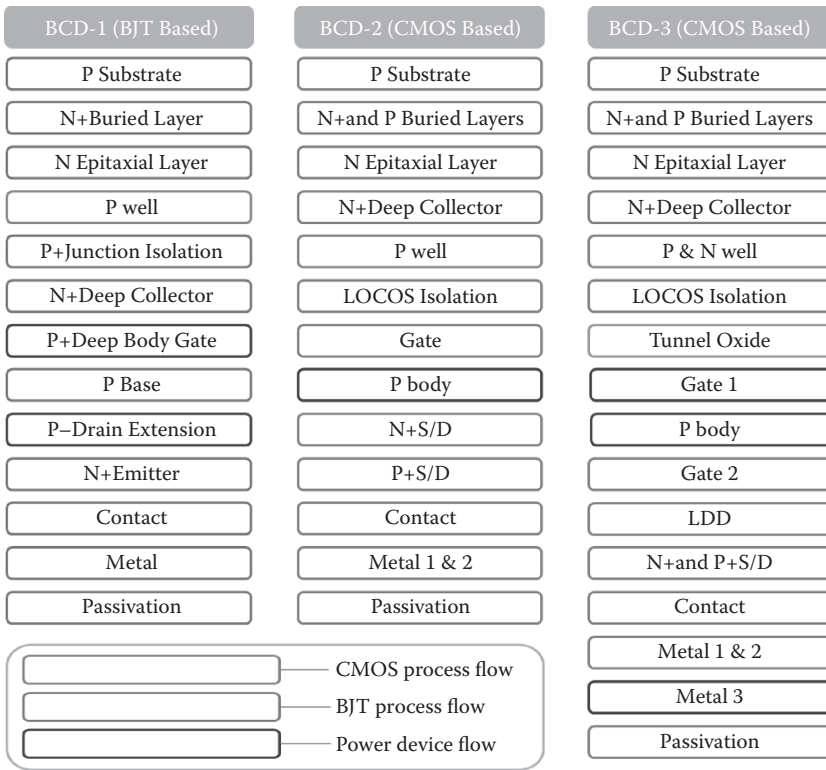 BCD-1 (BJT Based)
P Substrate
N+Buried Layer
N Epitaxial Layer
P well
P+Junction Isolation
N+Deep Collector
P+Deep Body Gate
P Base
P–Drain Extension
N+Emitter
Contact
Metal
Passivation
BCD-2 (CMOS Based)
P Substrate
N+and P Buried Layers
N Epitaxial Layer
N+Deep Collector
P well
LOCOS Isolation
Gate
P body
N+S/D
P+S/D
Contact
Metal 1 & 2
Passivation
BCD-3 (CMOS Based)
P Substrate
N+and P Buried Layers
N Epitaxial Layer
N+Deep Collector
P & N well
LOCOS Isolation
Tunnel Oxide
Gate 1
P body
Gate 2
LDD
N+and P+S/D
Contact
Metal 1 & 2
Metal 3
Passivation
CMOS process flow
BJT process flow
Power device flow